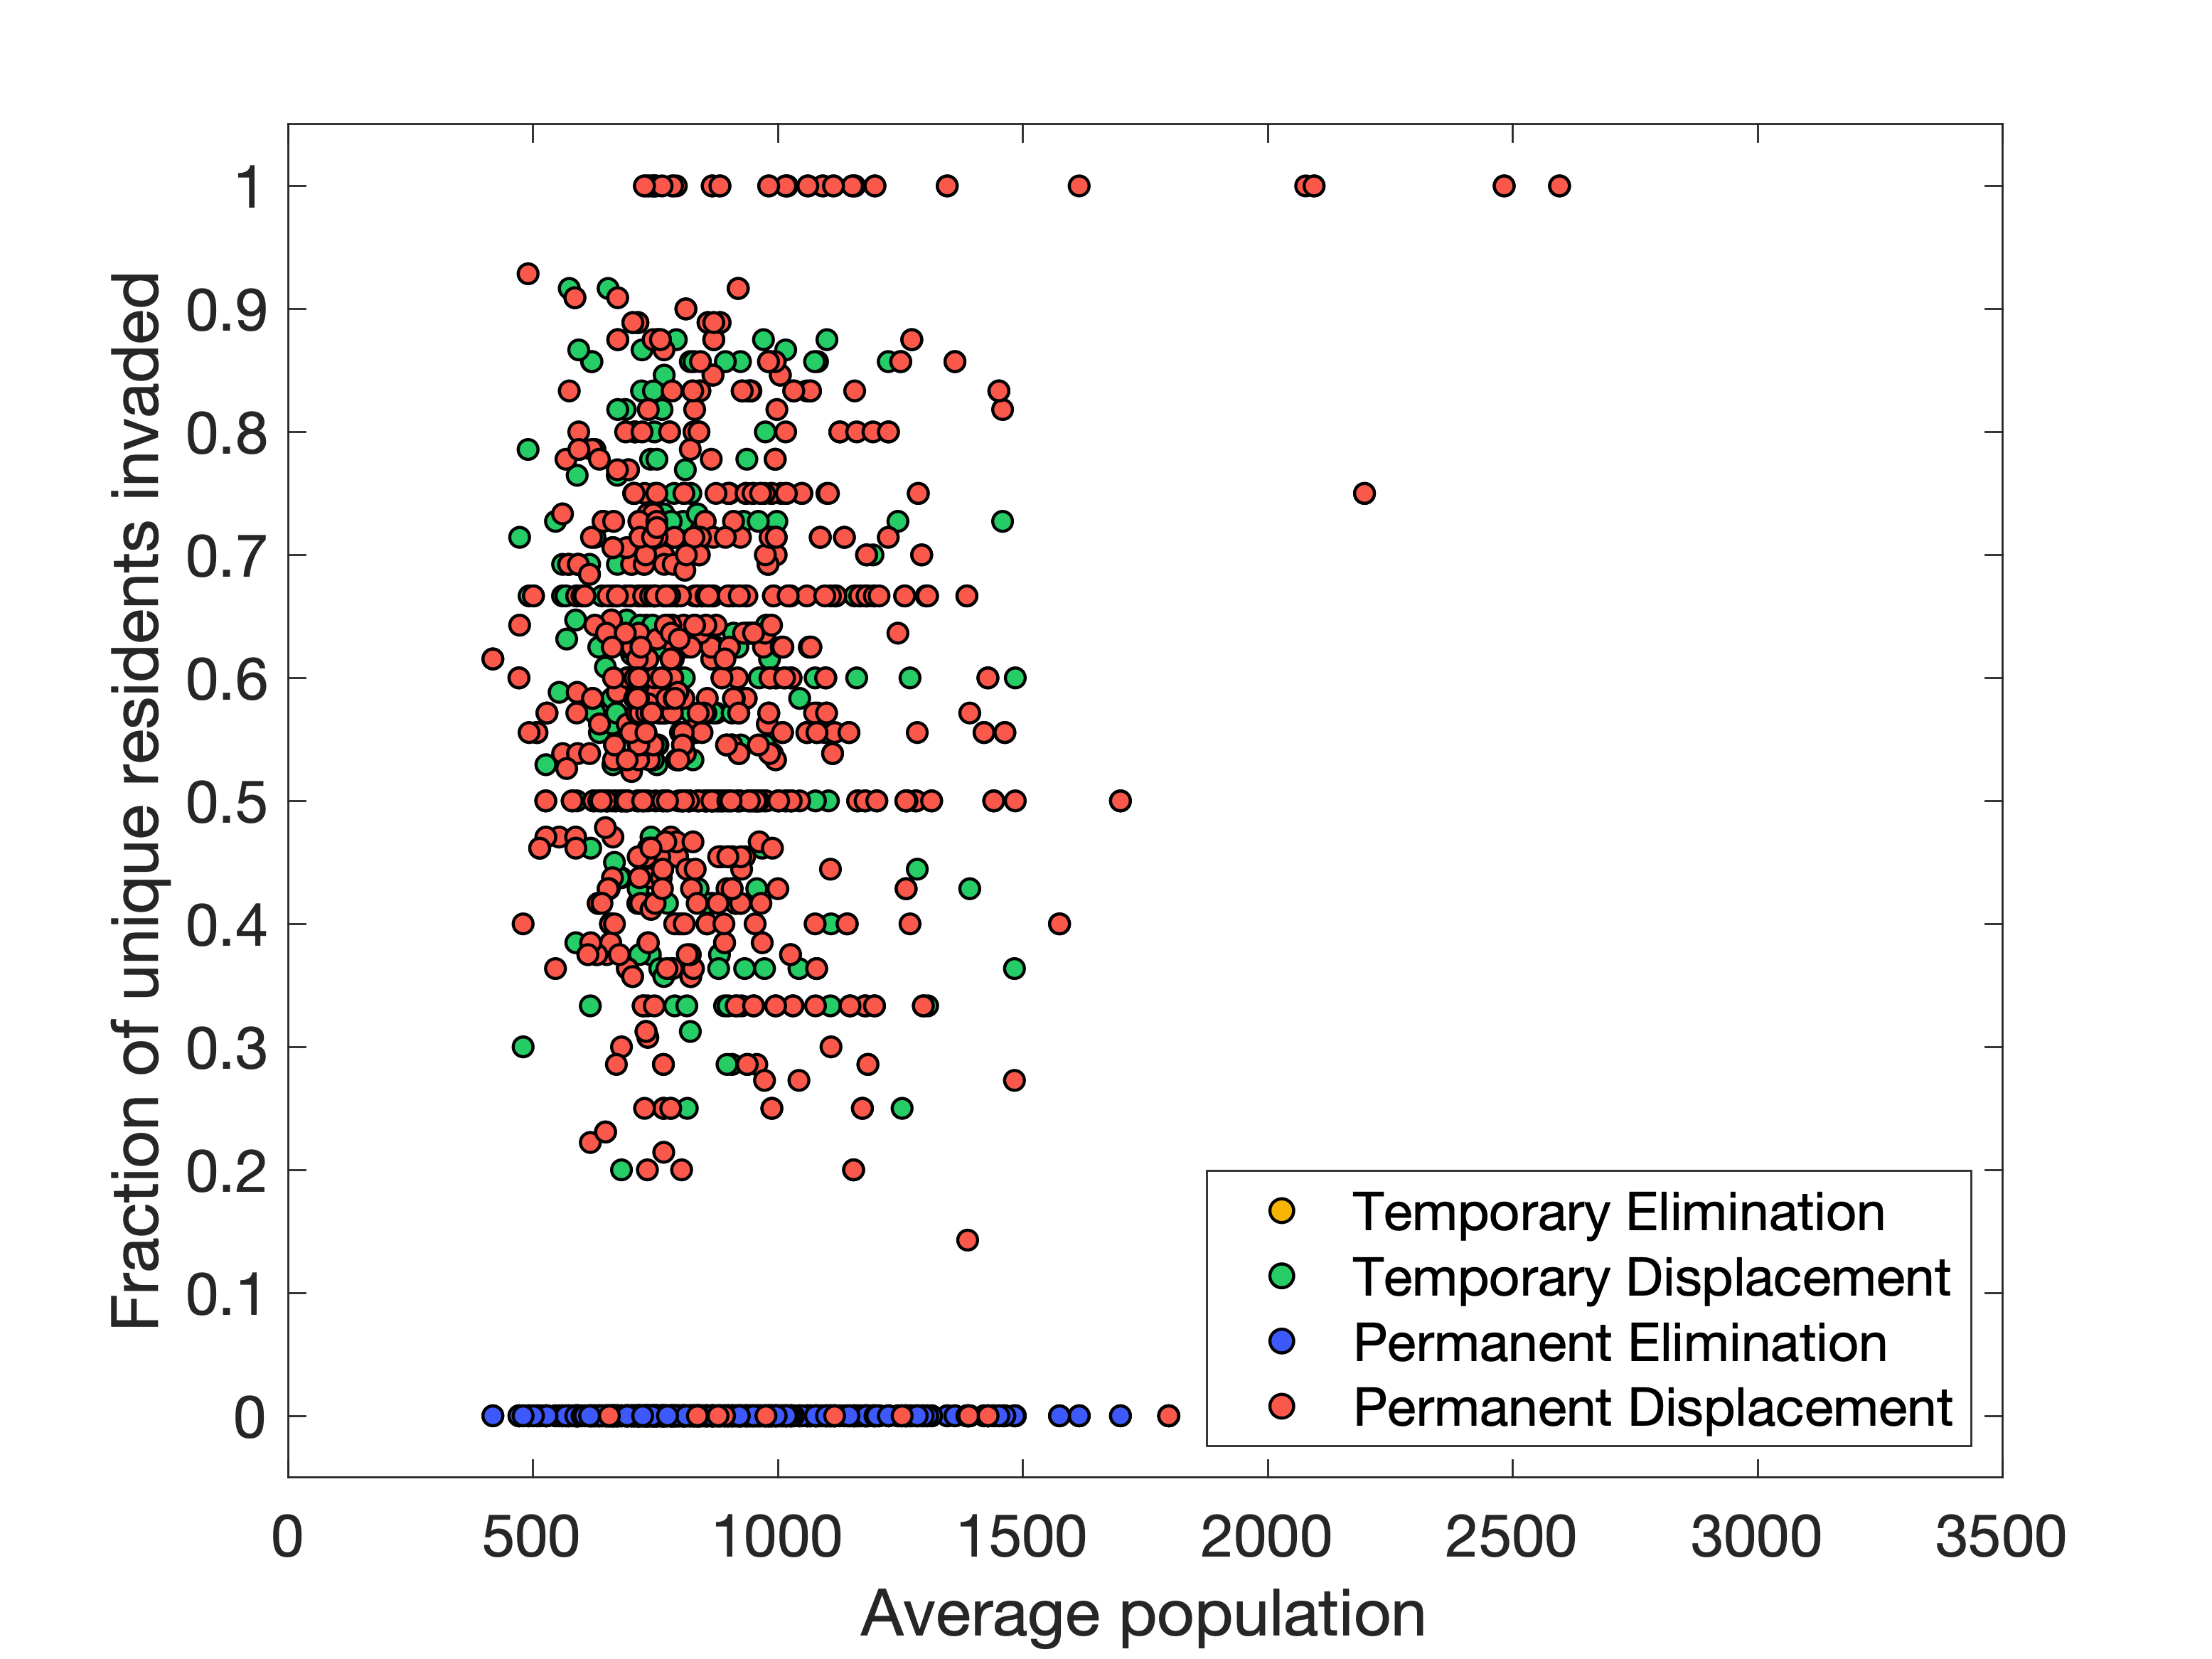 1
0.9
0.8
0.7
0.6
0.5
0.4
0.3
0.2
0.1
0
Fraction of unique residents invaded
Temporary Elimination
Temporary Displacement
Permanent Elimination
Permanent Displacement
0 500 1000 1500 2000 2500 3000 3500
Average population